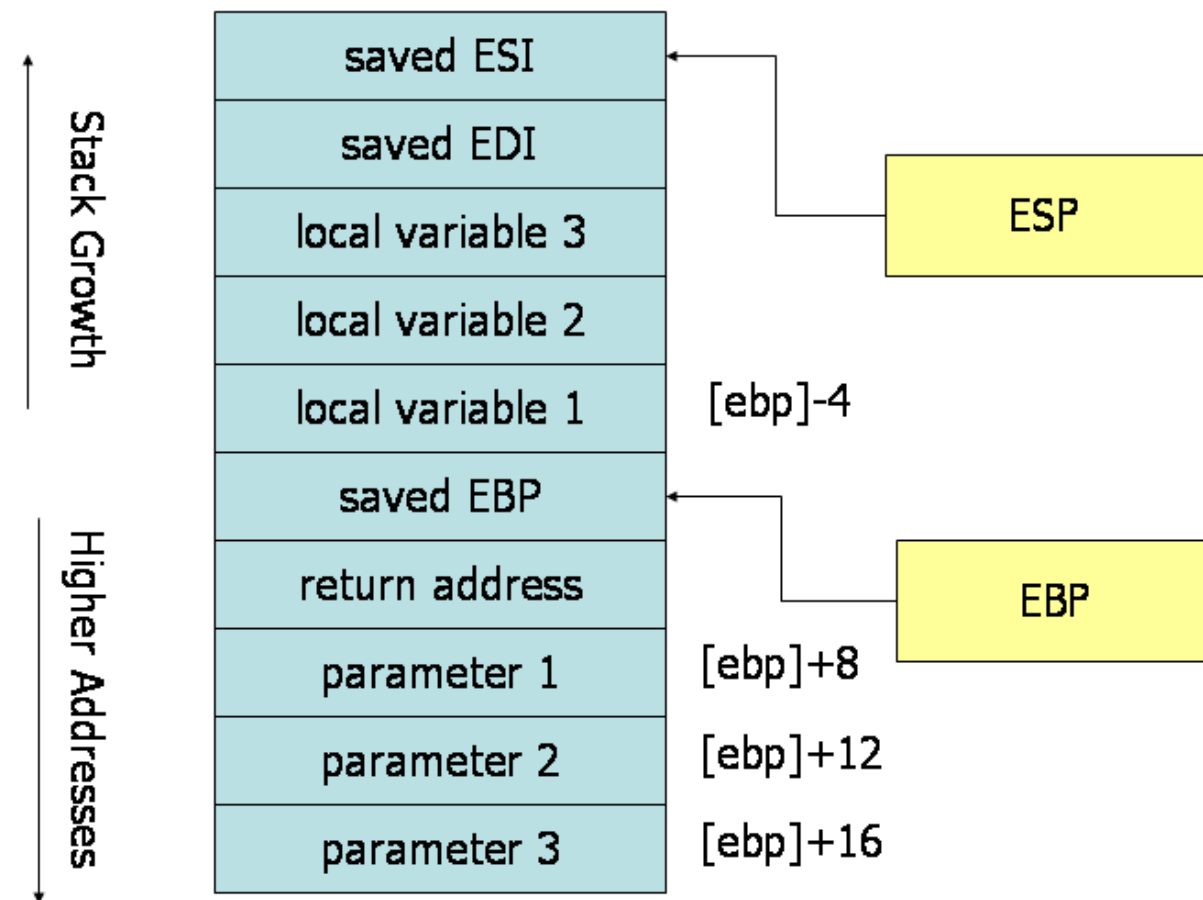 saved ESI
saved EDI
local variable 3
local variable 2
local variable 1
saved EBP
return address
parameter 1
parameter 2
parameter 3
[ebp]-4
[ebp]+8
[ebp]+12
[ebp]+16
ESP
EBP
Stack Growth
Higher Addresses